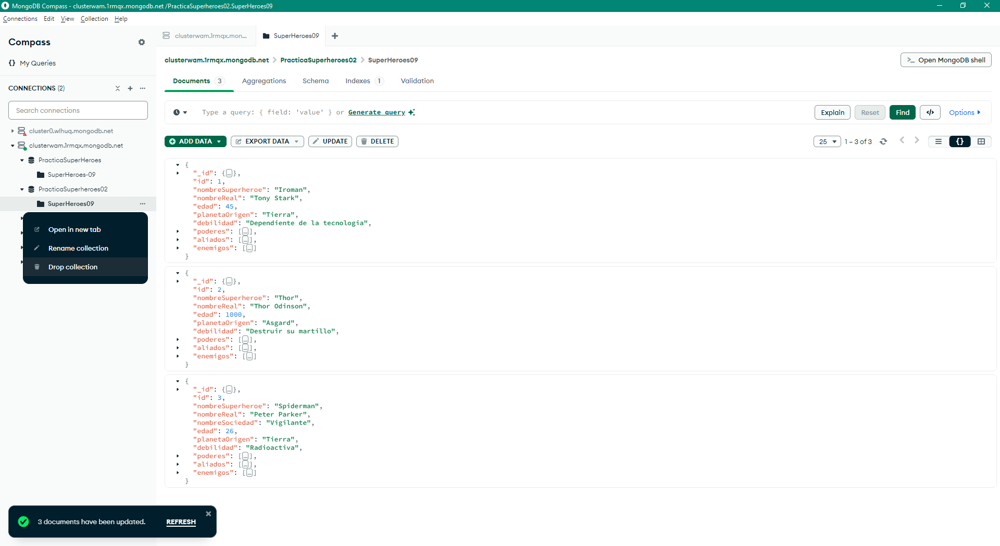 MongoDB Compass - clusterwam.1rmqx.mongodb.net /PracticaSuperheroes02.SuperHeroes09
Connections Edit View Collection Help
Compass
{} My Queries
CONNECTIONS (2)
Search connections
cluster0.wlhuq.mongodb.net
clusterwam.1rmqx.mongodb.net
PracticaSuperHeroes
SuperHeroes-09
PracticaSuperheroes02
SuperHeroes09
Open in new tab
Rename collection
Drop collection
clusterwam.1rmqx.mon...
SuperHeroes09
clusterwam.1rmqx.mongodb.net > PracticaSuperheroes02 > SuperHeroes09
>_ Open MongoDB shell
Documents 3 Aggregations Schema Indexes 1 Validation
Type a query: { field: 'value' } or Generate query
Explain Reset Find </> Options
ADD DATA EXPORT DATA UPDATE DELETE
25 1 – 3 of 3 {}
{
"_id": {…},
"id": 1,
"nombreSuperheroe": "Iroman",
"nombreReal": "Tony Stark",
"edad": 45,
"planetaOrigen": "Tierra",
"debilidad": "Dependiente de la tecnologia",
"poderes": […],
"aliados": […],
"enemigos": […]
}
{
"_id": {…},
"id": 2,
"nombreSuperheroe": "Thor",
"nombreReal": "Thor Odinson",
"edad": 1000,
"planetaOrigen": "Asgard",
"debilidad": "Destruir su martillo",
"poderes": […],
"aliados": […],
"enemigos": […]
}
{
"_id": {…},
"id": 3,
"nombreSuperheroe": "Spiderman",
"nombreReal": "Peter Parker",
"nombreSociedad": "Vigilante",
"edad": 26,
"planetaOrigen": "Tierra",
"debilidad": "Radioactiva",
"poderes": […],
"aliados": […],
"enemigos": […]
}
3 documents have been updated. REFRESH